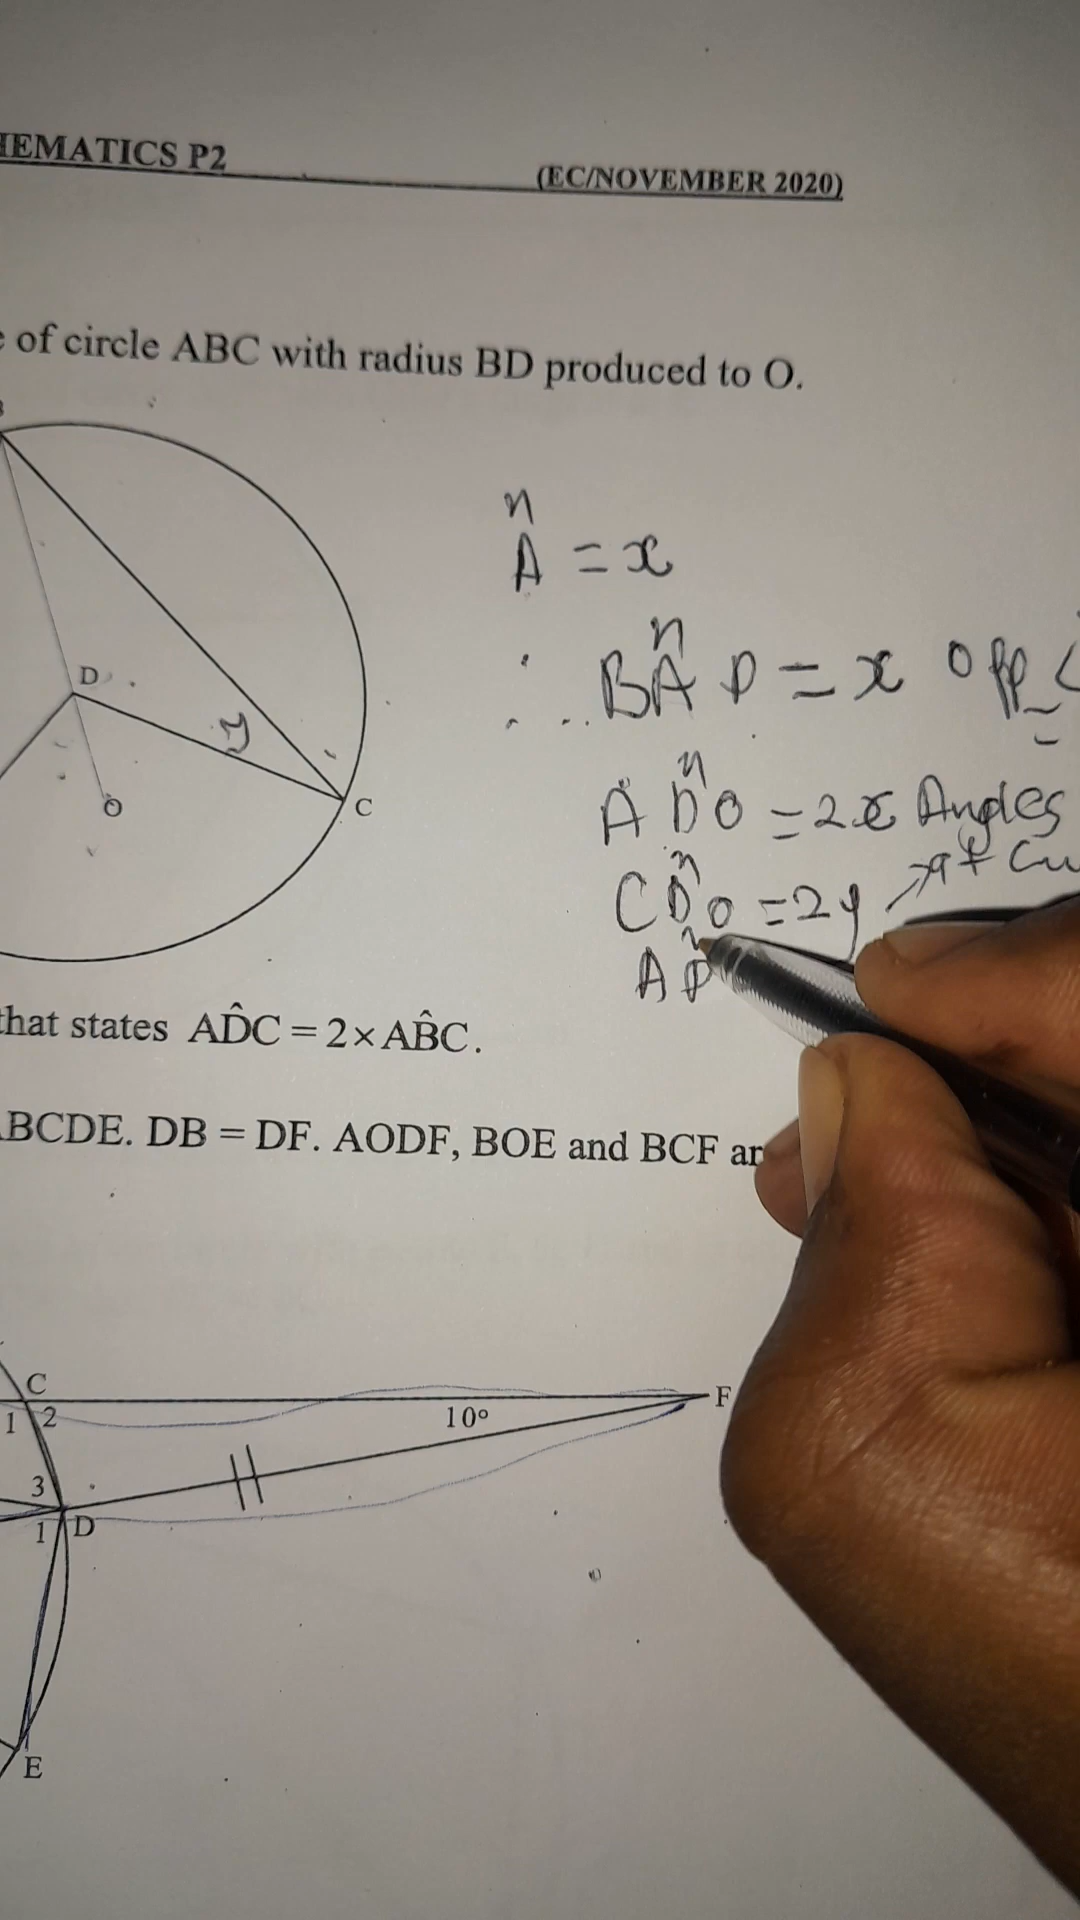 HEMATICS P2
(EC/NOVEMBER 2020)
of circle ABC with radius BD produced to O.
D
y
O
C
Â = x
∴ BÂD = x opp
AD̂O = 2x Angles
CD̂O = 2y → at
AD̂
that states AD̂C = 2×AB̂C.
BCDE. DB = DF. AODF, BOE and BCF ar
C
1 2
10°
F
3
1 D
E